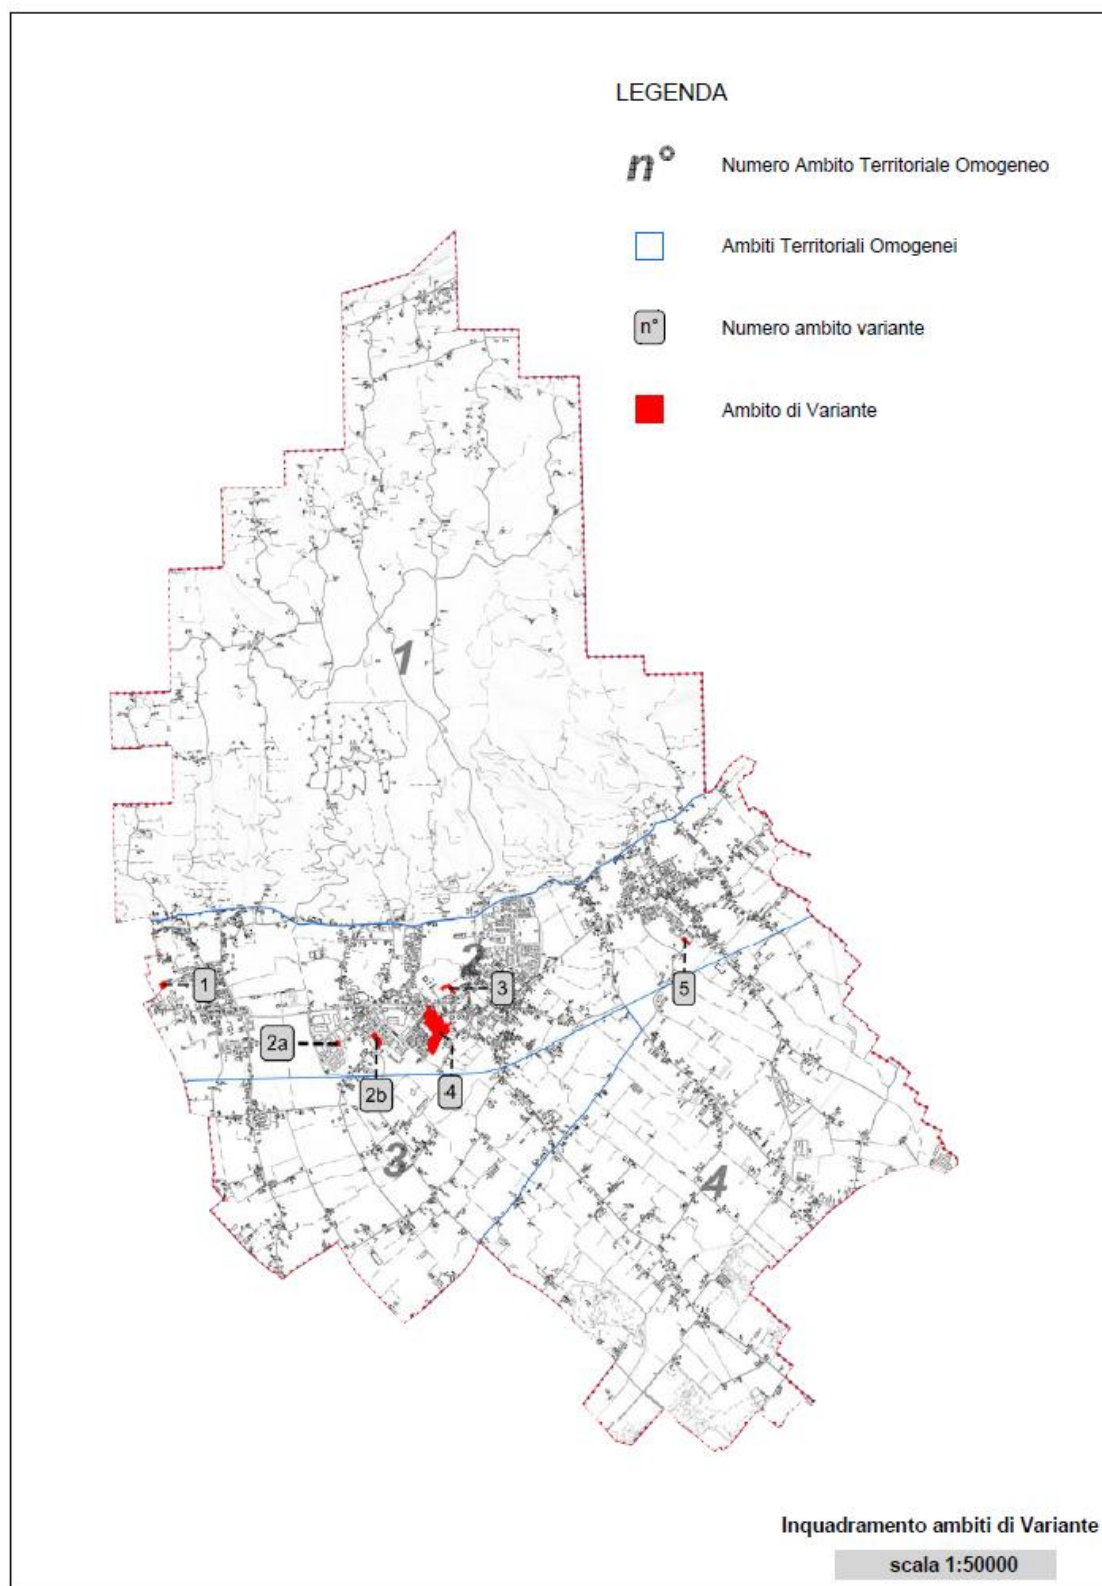 LEGENDA
n° Numero Ambito Territoriale Omogeneo
Ambiti Territoriali Omogenei
n° Numero ambito variante
Ambito di Variante
1
2
1
3
5
2a
2b
4
3
4
Inquadramento ambiti di Variante
scala 1:50000